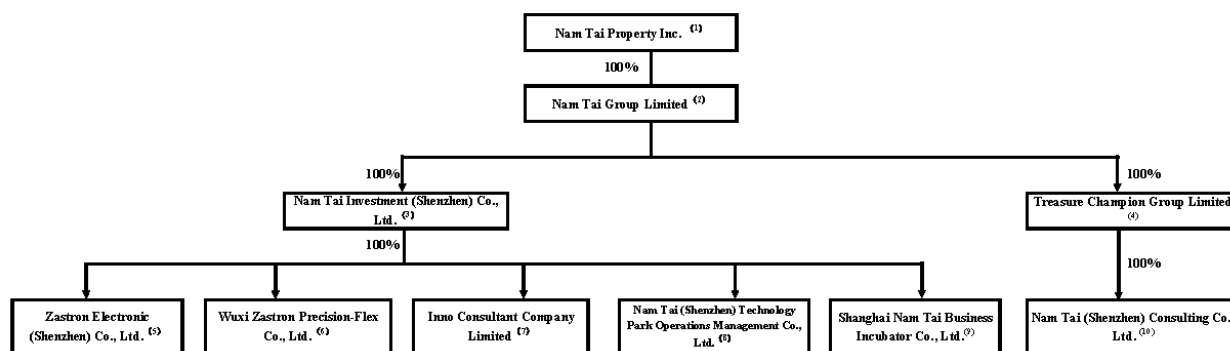 Nam Tai Property Inc. (1)
100%
Nam Tai Group Limited (2)
100%
100%
Nam Tai Investment (Shenzhen) Co.,
Ltd. (3)
Treasure Champion Group Limited
(4)
100%
100%
Zastron Electronic
(Shenzhen) Co., Ltd. (5)
Wuxi Zastron Precision-Flex
Co., Ltd. (6)
Inno Consultant Company
Limited (7)
Nam Tai (Shenzhen) Technology
Park Operations Management Co.,
Ltd. (8)
Shanghai Nam Tai Business
Incubator Co., Ltd.(9)
Nam Tai (Shenzhen) Consulting Co.
Ltd. (10)